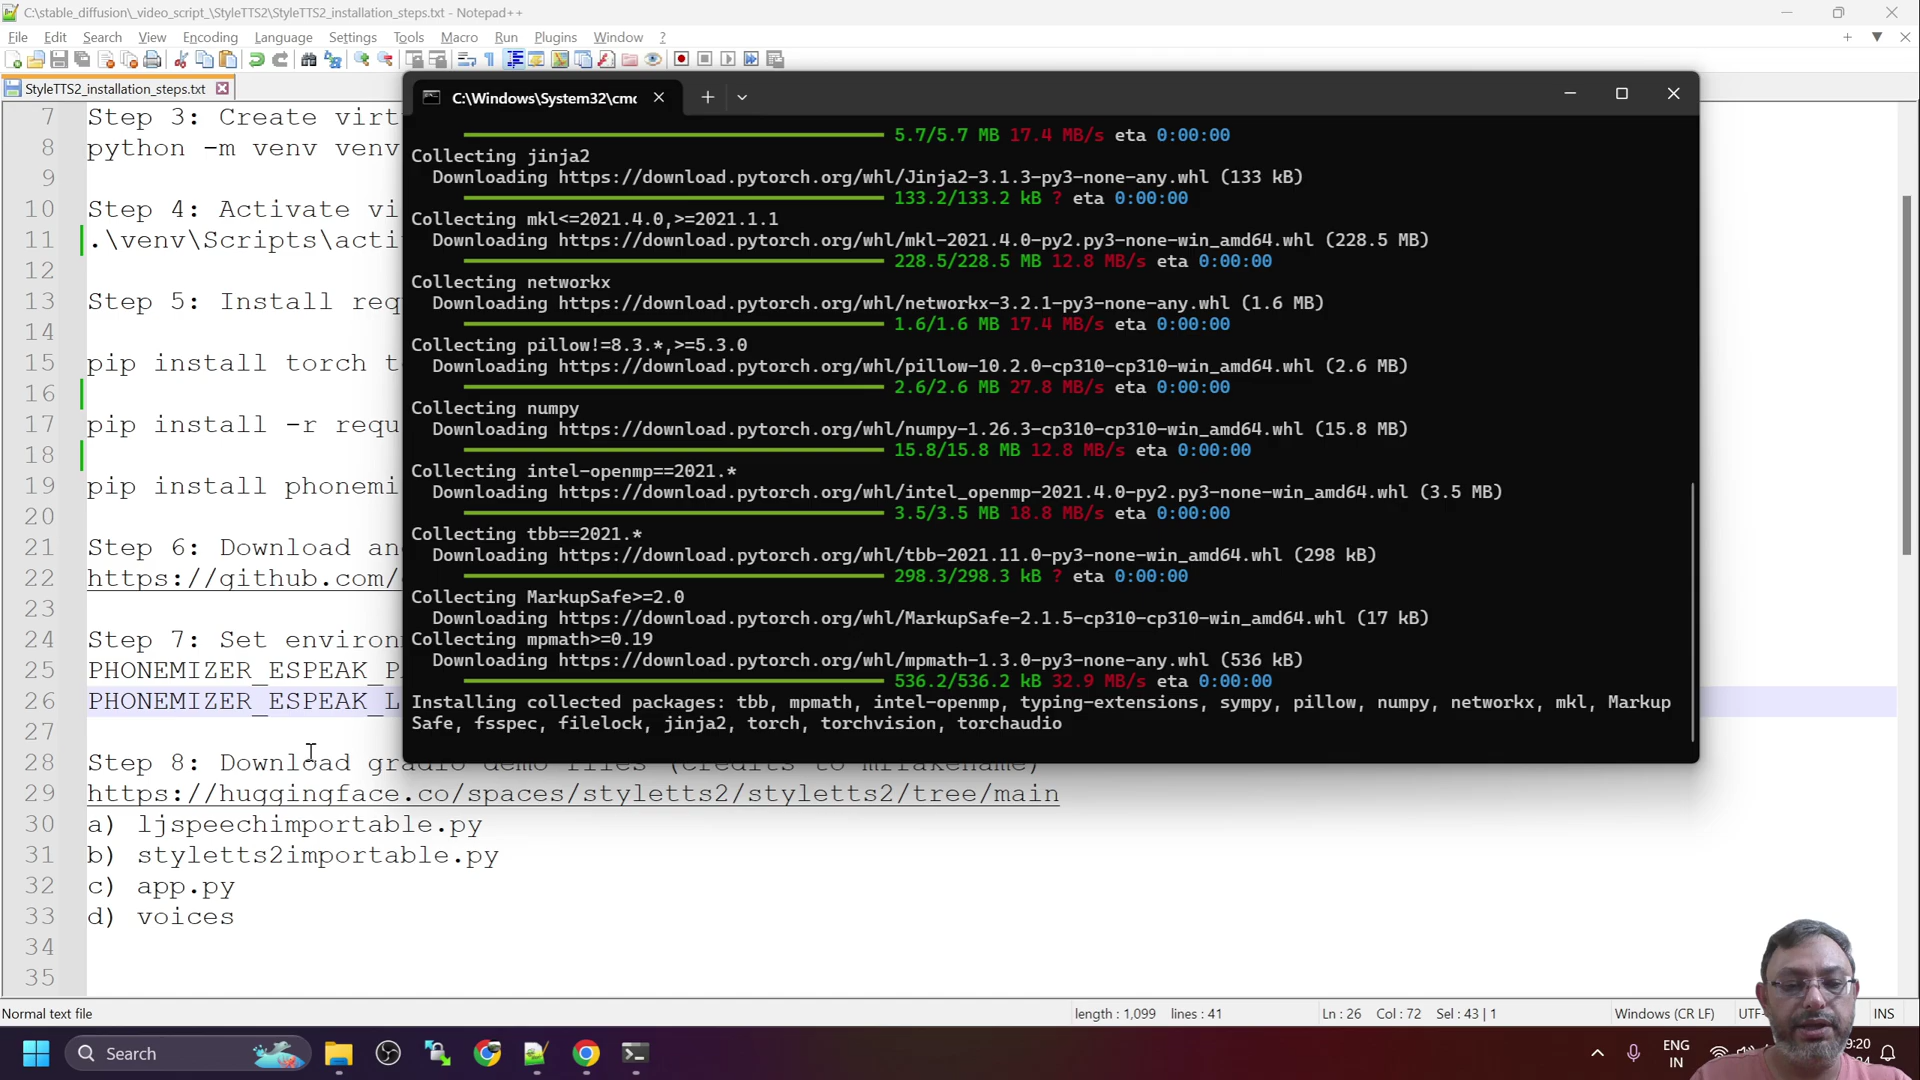 C:\stable_diffusion\_video_script_\StyleTTS2\StyleTTS2_installation_steps.txt - Notepad++
File Edit Search View Encoding Language Settings Tools Macro Run Plugins Window ?
StyleTTS2_installation_steps.txt
7 Step 3: Create virt
8 python -m venv venv
9
10 Step 4: Activate vi
11 .\venv\Scripts\acti
12
13 Step 5: Install req
14
15 pip install torch t
16
17 pip install -r requ
18
19 pip install phonemi
20
21 Step 6: Download an
22 https://github.com/
23
24 Step 7: Set environ
25 PHONEMIZER_ESPEAK_P
26 PHONEMIZER_ESPEAK_L
27
28 Step 8: Download gradio demo files (credits to mrfakename)
29 https://huggingface.co/spaces/styletts2/styletts2/tree/main
30 a) ljspeechimportable.py
31 b) styletts2importable.py
32 c) app.py
33 d) voices
34
35
C:\Windows\System32\cmd
5.7/5.7 MB 17.4 MB/s eta 0:00:00
Collecting jinja2
Downloading https://download.pytorch.org/whl/Jinja2-3.1.3-py3-none-any.whl (133 kB)
133.2/133.2 kB ? eta 0:00:00
Collecting mkl<=2021.4.0,>=2021.1.1
Downloading https://download.pytorch.org/whl/mkl-2021.4.0-py2.py3-none-win_amd64.whl (228.5 MB)
228.5/228.5 MB 12.8 MB/s eta 0:00:00
Collecting networkx
Downloading https://download.pytorch.org/whl/networkx-3.2.1-py3-none-any.whl (1.6 MB)
1.6/1.6 MB 17.4 MB/s eta 0:00:00
Collecting pillow!=8.3.*,>=5.3.0
Downloading https://download.pytorch.org/whl/pillow-10.2.0-cp310-cp310-win_amd64.whl (2.6 MB)
2.6/2.6 MB 27.8 MB/s eta 0:00:00
Collecting numpy
Downloading https://download.pytorch.org/whl/numpy-1.26.3-cp310-cp310-win_amd64.whl (15.8 MB)
15.8/15.8 MB 12.8 MB/s eta 0:00:00
Collecting intel-openmp==2021.*
Downloading https://download.pytorch.org/whl/intel_openmp-2021.4.0-py2.py3-none-win_amd64.whl (3.5 MB)
3.5/3.5 MB 18.8 MB/s eta 0:00:00
Collecting tbb==2021.*
Downloading https://download.pytorch.org/whl/tbb-2021.11.0-py3-none-win_amd64.whl (298 kB)
298.3/298.3 kB ? eta 0:00:00
Collecting MarkupSafe>=2.0
Downloading https://download.pytorch.org/whl/MarkupSafe-2.1.5-cp310-cp310-win_amd64.whl (17 kB)
Collecting mpmath>=0.19
Downloading https://download.pytorch.org/whl/mpmath-1.3.0-py3-none-any.whl (536 kB)
536.2/536.2 kB 32.9 MB/s eta 0:00:00
Installing collected packages: tbb, mpmath, intel-openmp, typing-extensions, sympy, pillow, numpy, networkx, mkl, Markup
Safe, fsspec, filelock, jinja2, torch, torchvision, torchaudio
Normal text file length : 1,099 lines : 41 Ln : 26 Col : 72 Sel : 43 | 1 Windows (CR LF) UTF- INS
Search
ENG
IN
9:20